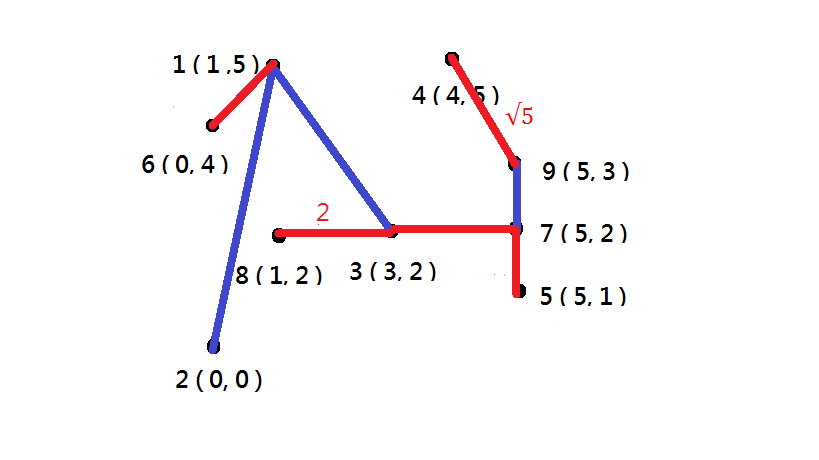 1 ( 1 ,5 )
4 ( 4, 5 )
√5
6 ( 0, 4 )
9 ( 5, 3 )
2
7 ( 5, 2 )
8 ( 1, 2 )
3 ( 3, 2 )
5 ( 5, 1 )
2 ( 0, 0 )